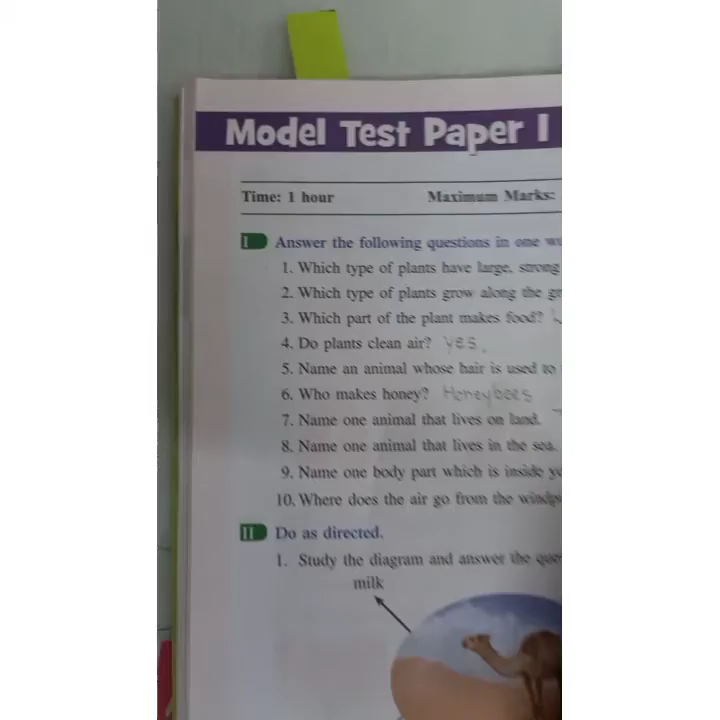 Model Test Paper 1
Time: 1 hour Maximum Marks:
I Answer the following questions in one
1. Which type of plants have large, strong
2. Which type of plants grow along the
3. Which part of the plant makes food?
4. Do plants clean air? yes.
5. Name an animal whose hair is used to
6. Who makes honey? Honeybees
7. Name one animal that lives on land.
8. Name one animal that lives in the sea.
9. Name one body part which is inside
10. Where does the air go from the
II Do as directed.
1. Study the diagram and answer the
milk